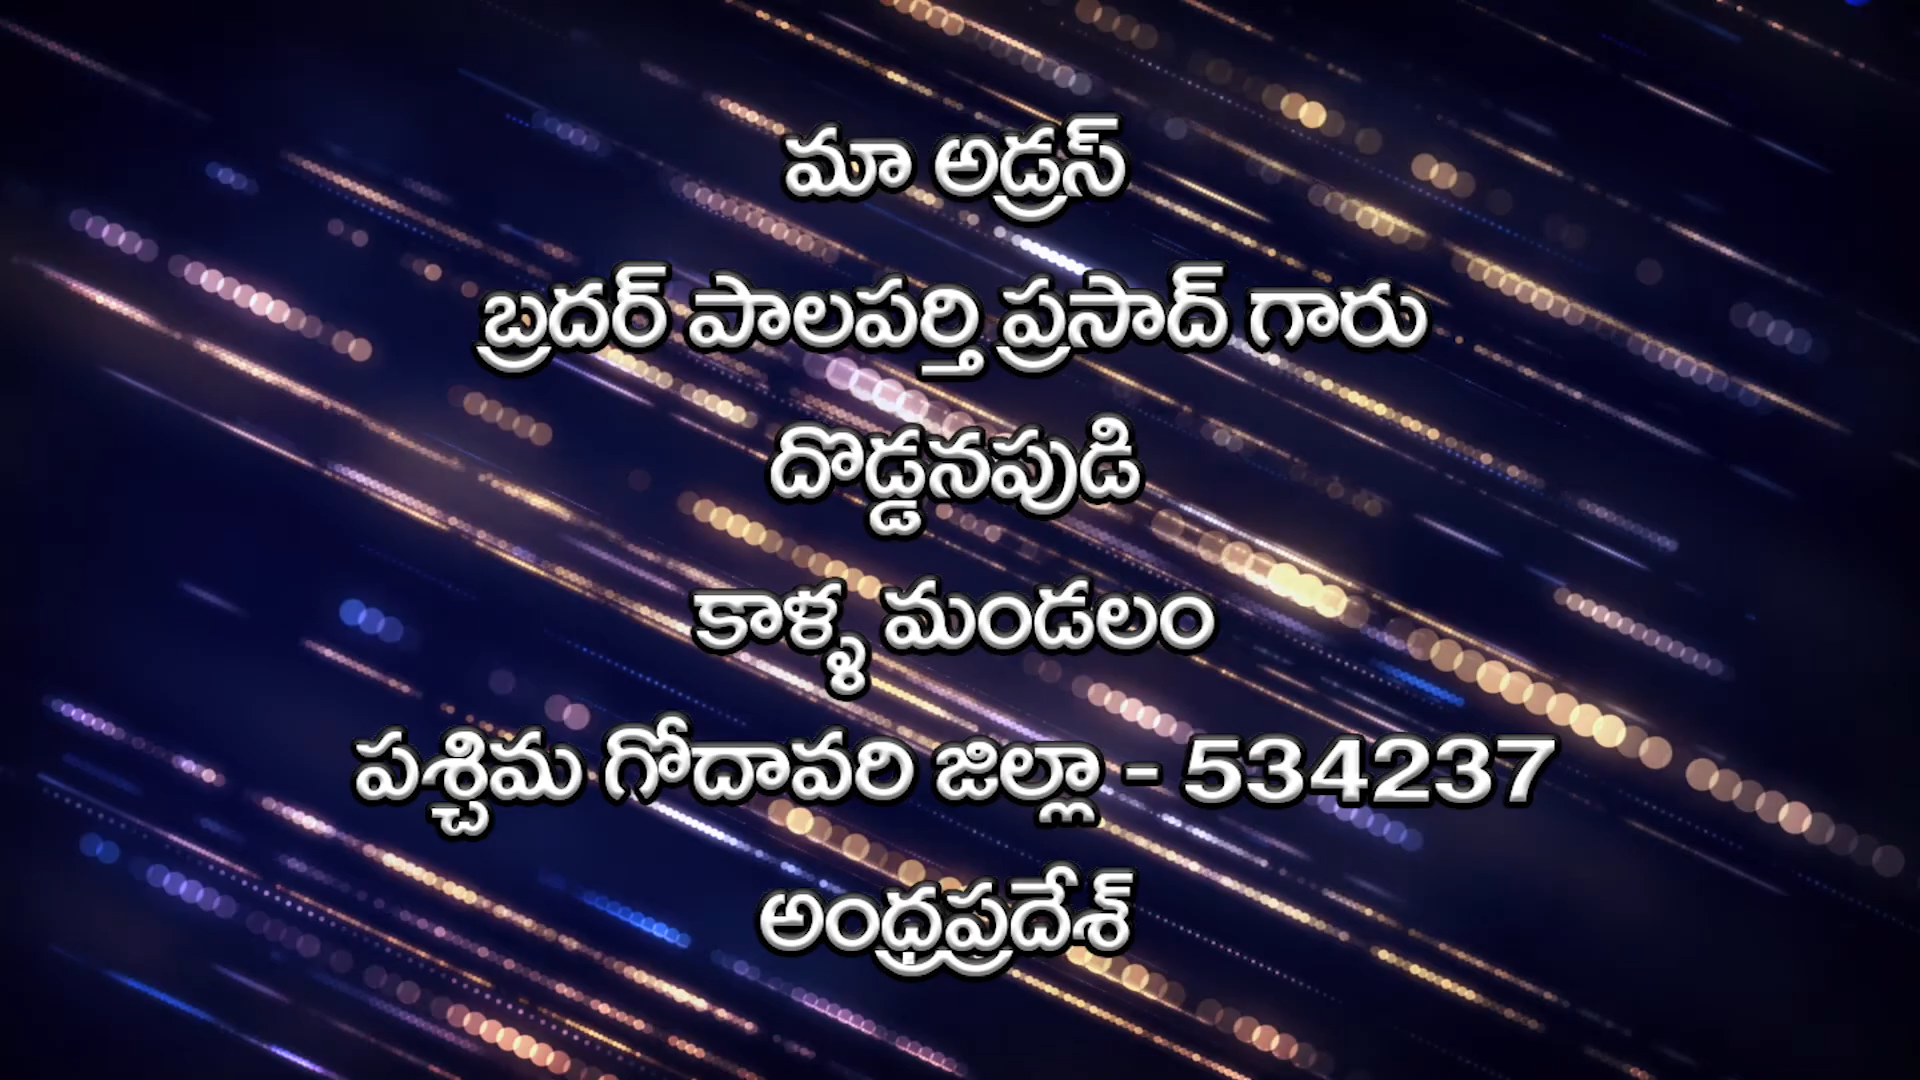 మా అడ్రస్
బ్రదర్ పాలపర్తి ప్రసాద్ గారు
దొడ్డనపుడి
కాళ్ళ మండలం
పశ్చిమ గోదావరి జిల్లా - 534237
అంధ్రప్రదేశ్